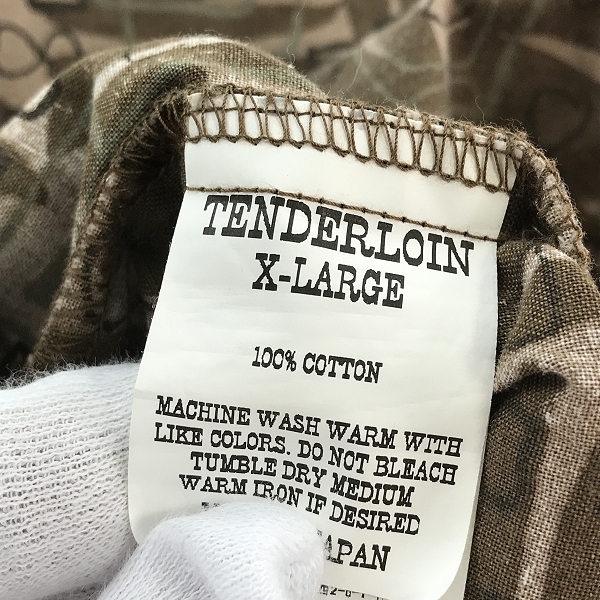 TENDERLOIN
X-LARGE
100% COTTON
MACHINE WASH WARM WITH
LIKE COLORS. DO NOT BLEACH
TUMBLE DRY MEDIUM
WARM IRON IF DESIRED
APAN